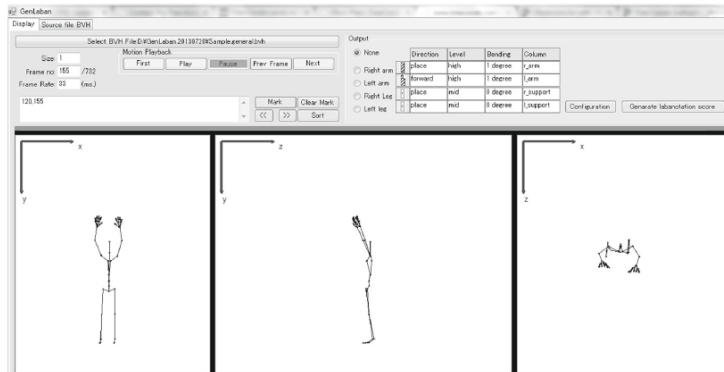 GenLaban
Display Source file BVH
Select BVH File:D:¥GenLaban.20130720¥Sample:general:bvh
Size: 1
Motion Playback
First Play Pause Prev Frame Next
Frame no: 155 /702
Frame Rate: 33 (ms.)
120,155
Mark Clear Mark
<< >> Sort
Output
None
Right arm
Left arm
Right Leg
Left leg
Direction Level Bending Column
place high 1 degree r_arm
forward high 1 degree l_arm
place mid 0 degree r_support
place mid 0 degree l_support
Configuration Genarate labanotation score
x
y
z
y
x
z